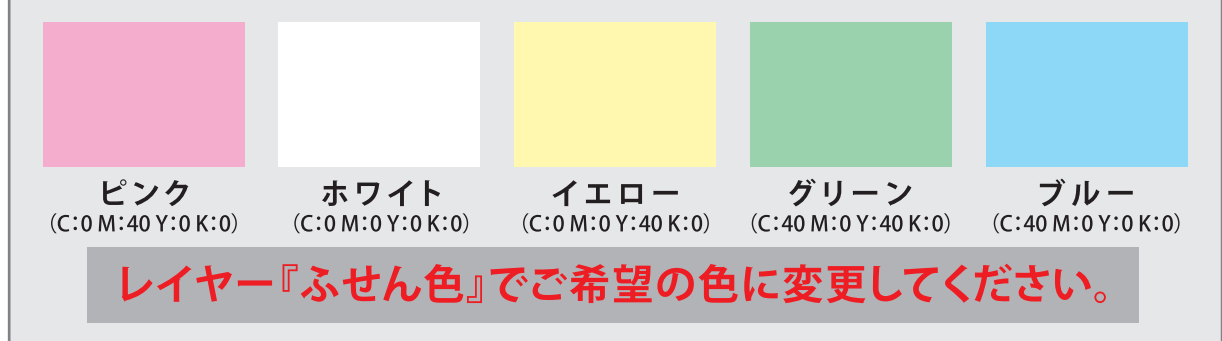 ピンク ホワイト イエロー グリーン ブルー
(C:0 M:40 Y:0 K:0) (C:0 M:0 Y:0 K:0) (C:0 M:0 Y:40 K:0) (C:40 M:0 Y:40 K:0) (C:40 M:0 Y:0 K:0)
レイヤー『ふせん色』でご希望の色に変更してください。